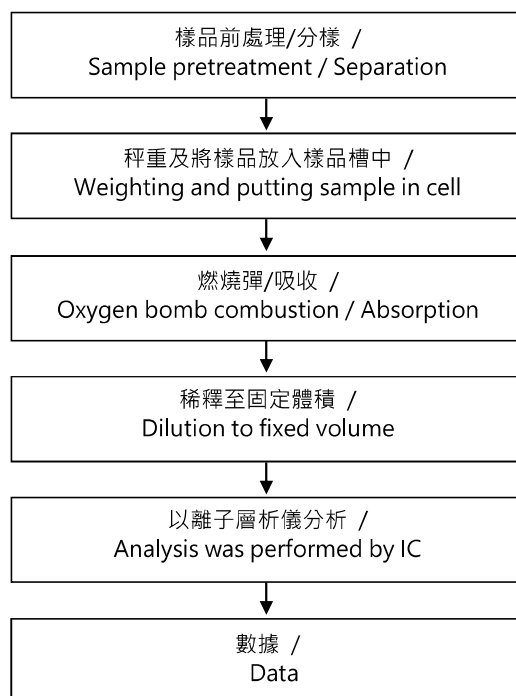 樣品前處理/分樣 /
Sample pretreatment / Separation
秤重及將樣品放入樣品槽中 /
Weighting and putting sample in cell
燃燒彈/吸收 /
Oxygen bomb combustion / Absorption
稀釋至固定體積 /
Dilution to fixed volume
以離子層析儀分析 /
Analysis was performed by IC
數據 /
Data